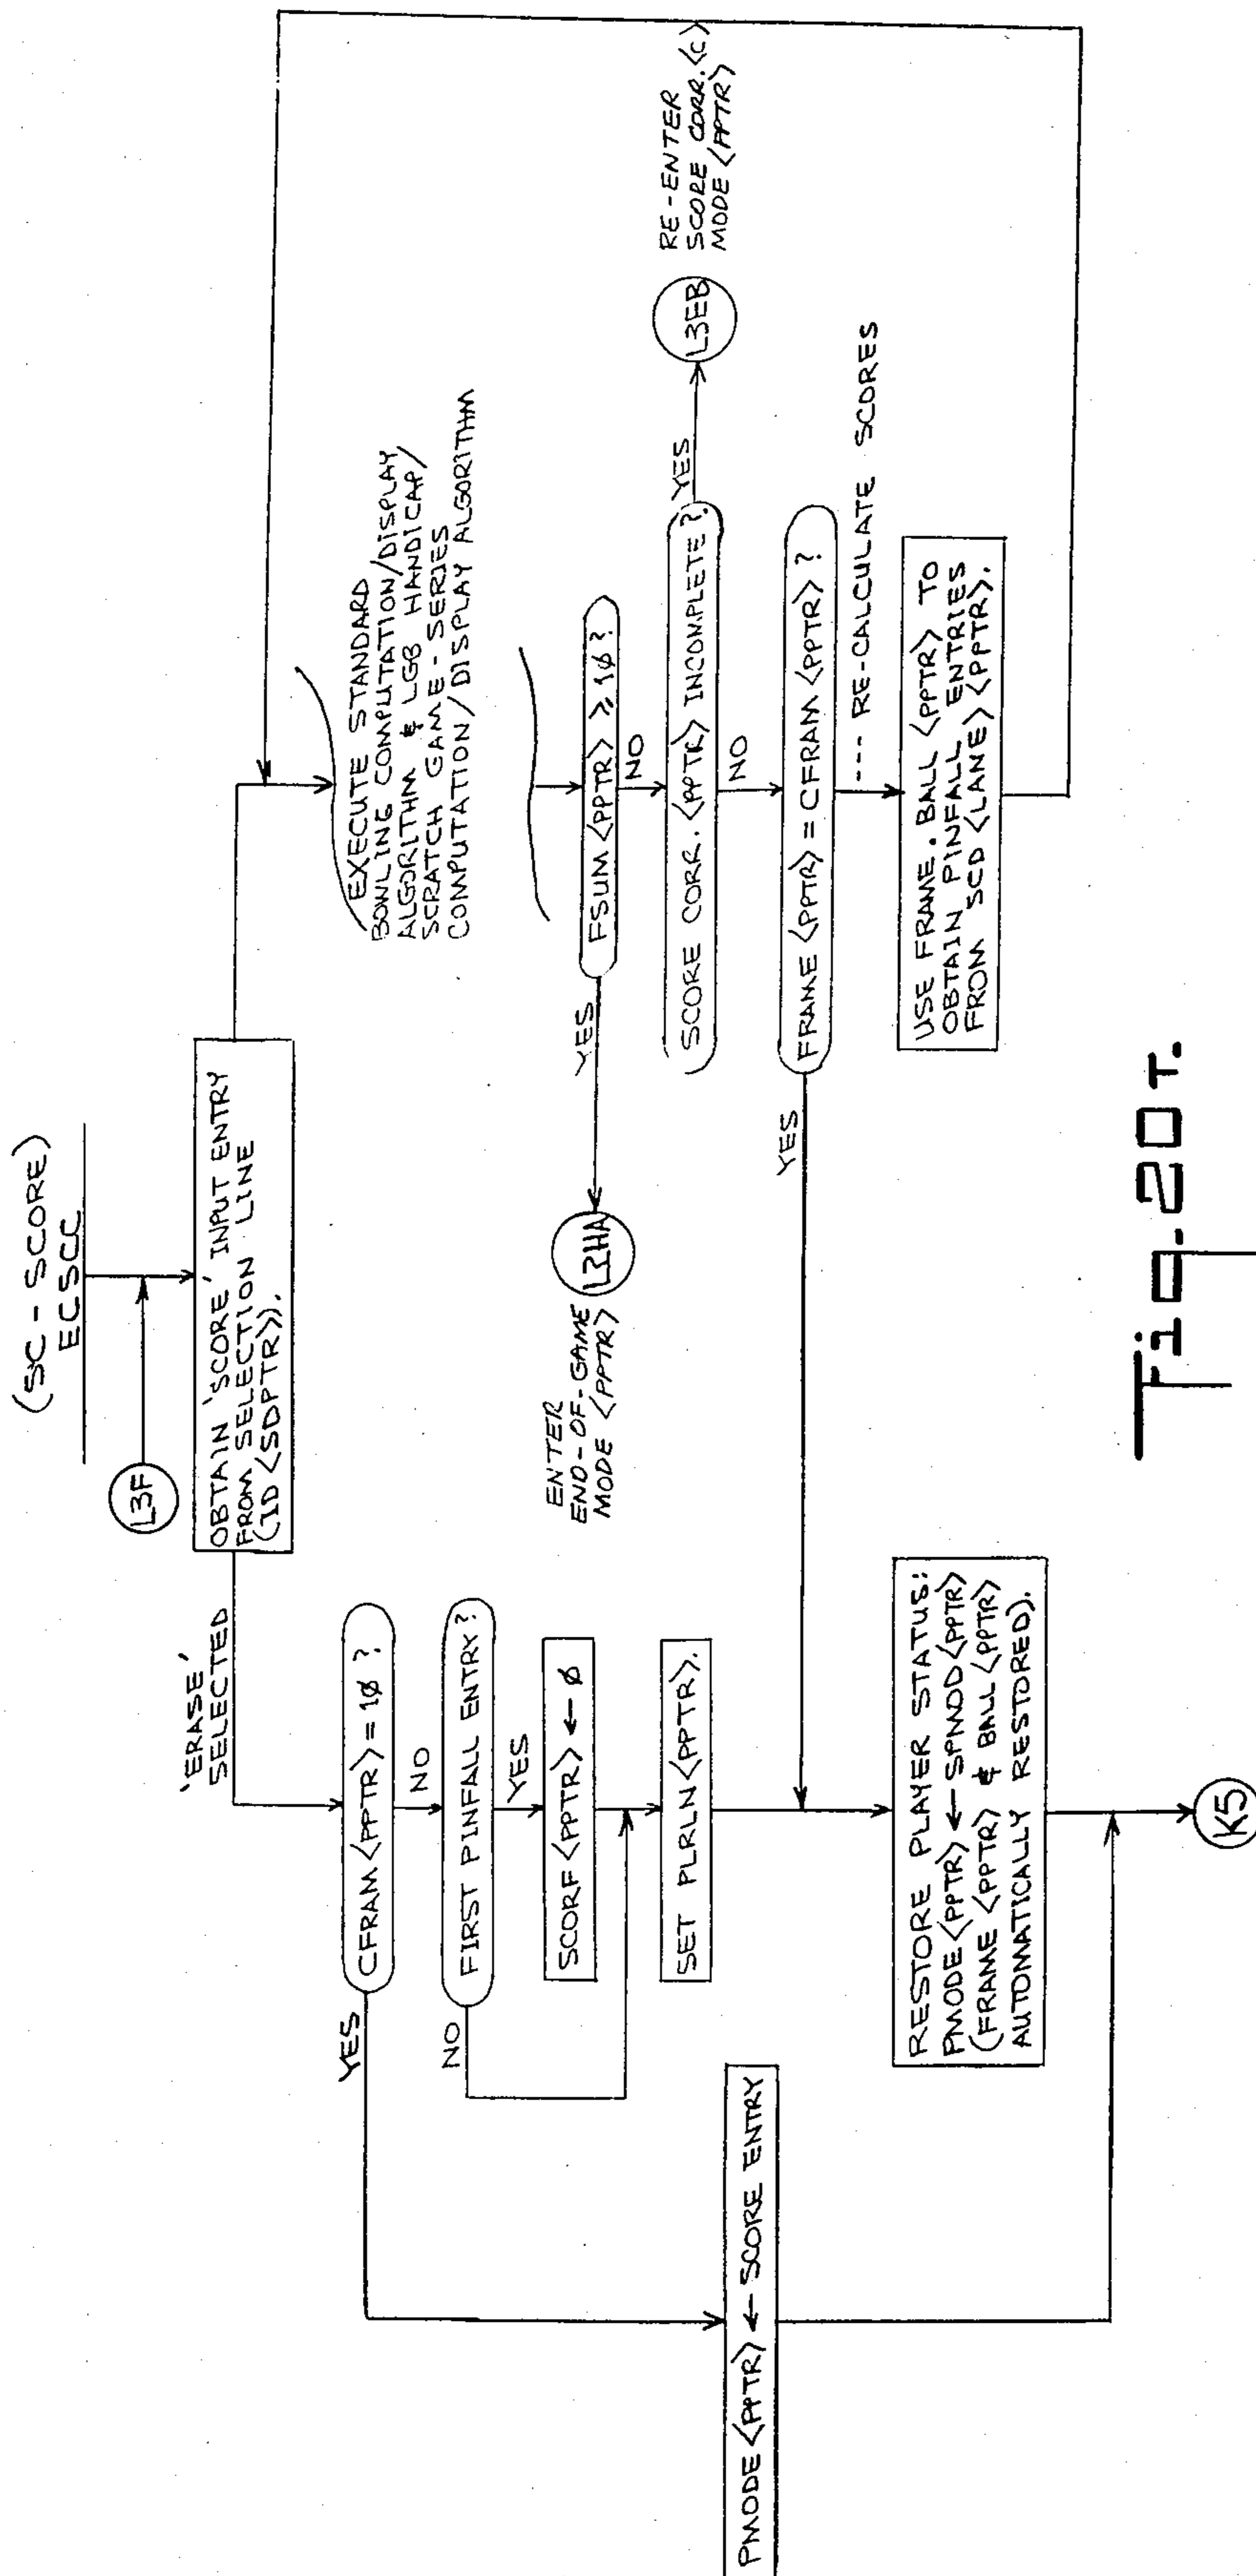 (SC-SCORE)
ECSCC
L3F
OBTAIN 'SCORE' INPUT ENTRY
FROM SELECTION LINE
(ID <SDPTR>).
'ERASE'
SELECTED
CFRAM <PPTR> = 1Ø ?
YES
NO
FIRST PINFALL ENTRY?
NO
YES
SCORF <PPTR> ← Ø
SET PLRLN <PPTR>.
PMODE <PPTR> ← SCORE ENTRY
RESTORE PLAYER STATUS:
PMODE <PPTR> ← SPMOD <PPTR>
(FRAME <PPTR> & BALL <PPTR>
AUTOMATICALLY RESTORED).
K5
EXECUTE STANDARD
BOWLING COMPUTATION/DISPLAY
ALGORITHM & LGB HANDICAP/
SCRATCH GAME-SERIES
COMPUTATION/DISPLAY ALGORITHM
FSUM <PPTR> ≥ 1Ø ?
YES
NO
L2HA
ENTER
END-OF-GAME
MODE <PPTR>
SCORE CORR. <PPTR> INCOMPLETE ?
YES
NO
L3EB
RE-ENTER
SCORE CORR. (C)
MODE <PPTR>
FRAME <PPTR> = CFRAM <PPTR> ?
YES
--- RE-CALCULATE SCORES
USE FRAME. BALL <PPTR> TO
OBTAIN PINFALL ENTRIES
FROM SCD <LANE> <PPTR>.
Fig. 20T.